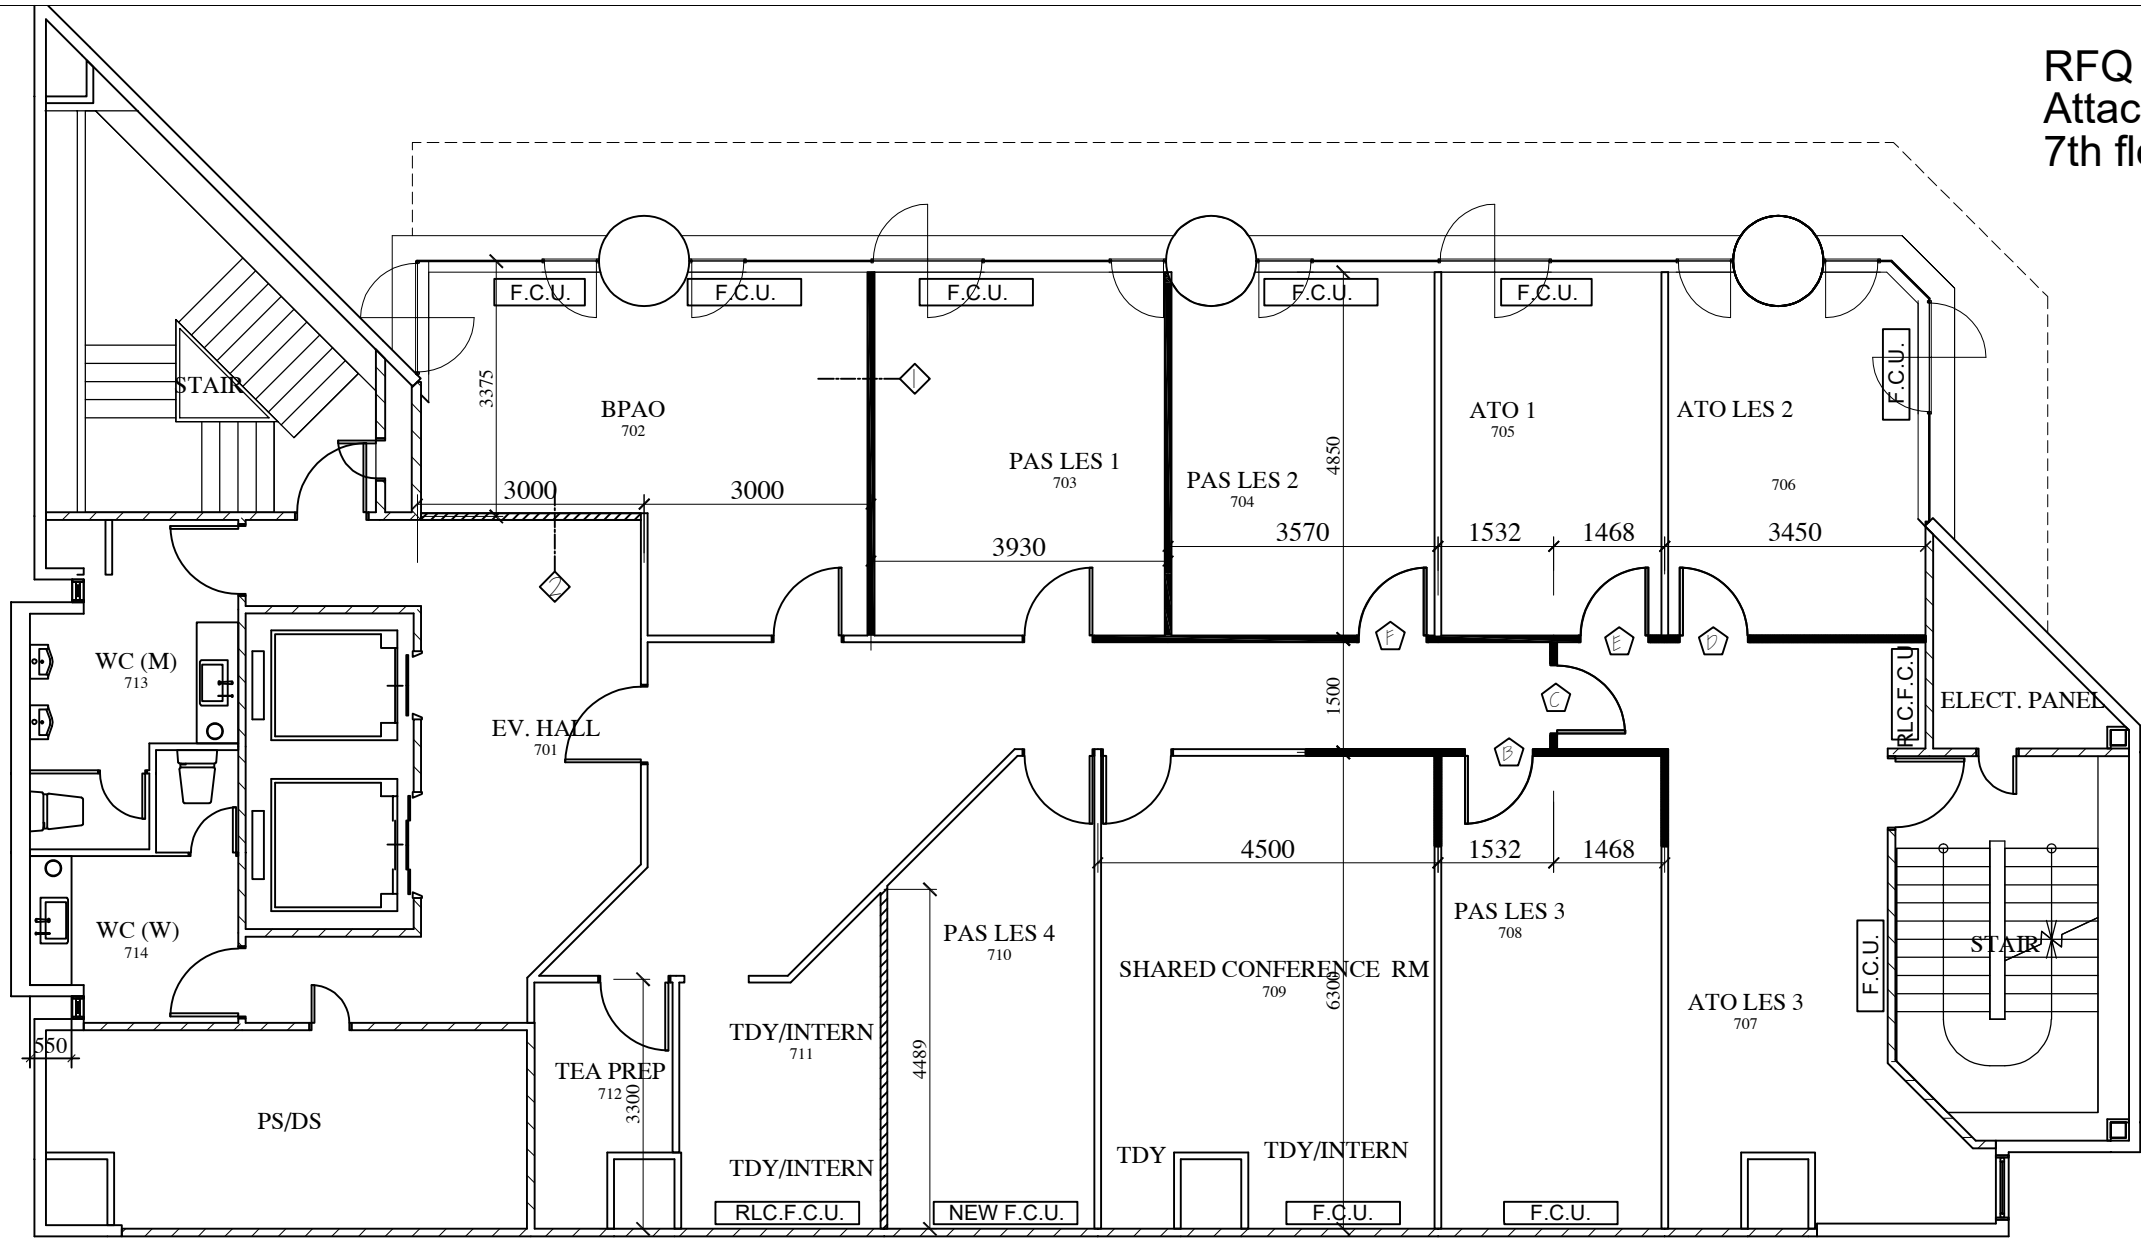 RFQ
Attac
7th fl
F.C.U.
F.C.U.
F.C.U.
F.C.U.
F.C.U.
F.C.U.
STAIR
3375
BPAO
702
1
PAS LES 1
703
PAS LES 2
704
4850
ATO 1
705
ATO LES 2
706
3000
3000
3930
3570
1532
1468
3450
2
F
E
D
WC (M)
713
EV. HALL
701
1500
C
RLC.F.C.U
ELECT. PANEL
B
4500
1532
1468
WC (W)
714
PAS LES 4
710
SHARED CONFERENCE RM
709
6300
PAS LES 3
708
F.C.U.
STAIR
ATO LES 3
707
550
TDY/INTERN
711
4489
TEA PREP
712
3300
PS/DS
TDY/INTERN
TDY
TDY/INTERN
RLC.F.C.U.
NEW F.C.U.
F.C.U.
F.C.U.